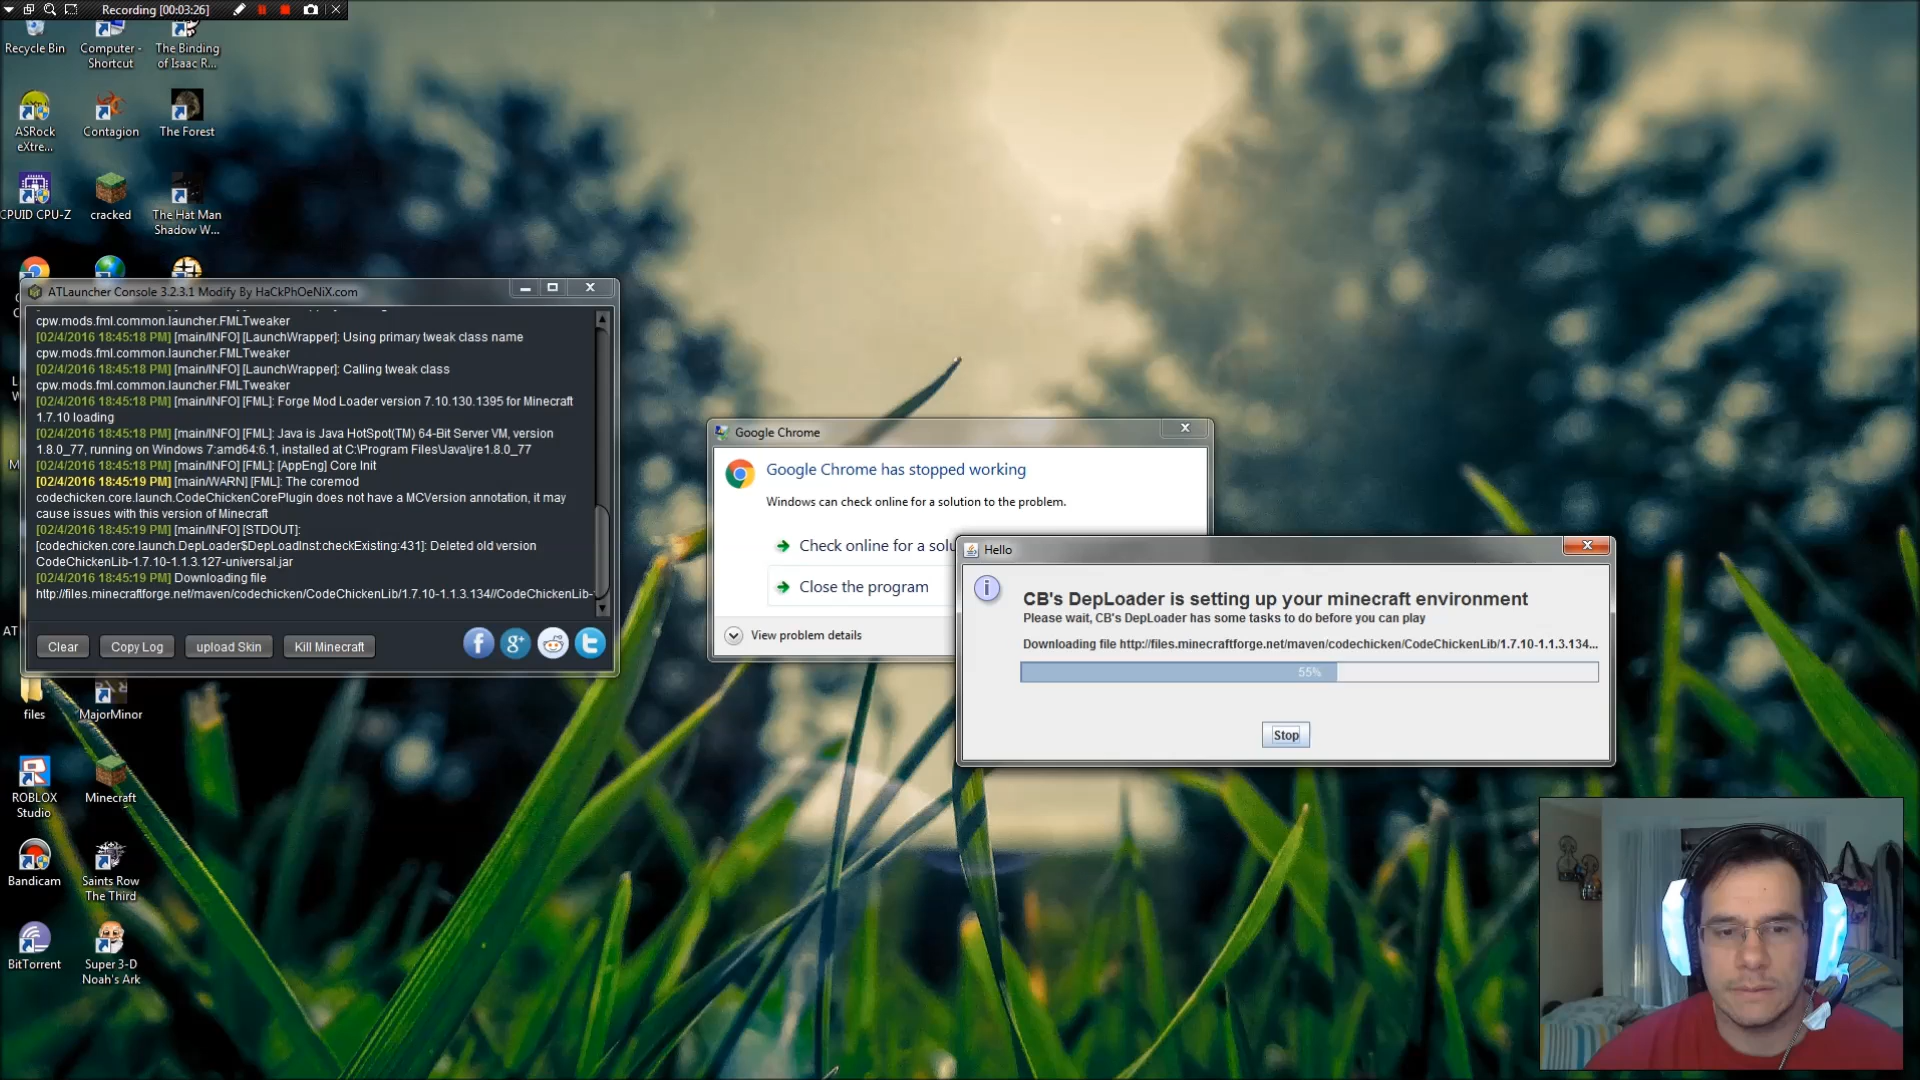 Recording [00:03:26]
Recycle Bin
Computer - Shortcut
The Binding of Isaac R...
ASRock eXtre...
Contagion
The Forest
CPUID CPU-Z
cracked
The Hat Man Shadow W...
ATLauncher Console 3.2.3.1 Modify By HaCkPhOeNiX.com
cpw.mods.fml.common.launcher.FMLTweaker
[02/4/2016 18:45:18 PM] [main/INFO] [LaunchWrapper]: Using primary tweak class name
cpw.mods.fml.common.launcher.FMLTweaker
[02/4/2016 18:45:18 PM] [main/INFO] [LaunchWrapper]: Calling tweak class
cpw.mods.fml.common.launcher.FMLTweaker
[02/4/2016 18:45:18 PM] [main/INFO] [FML]: Forge Mod Loader version 7.10.130.1395 for Minecraft
1.7.10 loading
[02/4/2016 18:45:18 PM] [main/INFO] [FML]: Java is Java HotSpot(TM) 64-Bit Server VM, version
1.8.0_77, running on Windows 7:amd64:6.1, installed at C:\Program Files\Java\jre1.8.0_77
[02/4/2016 18:45:18 PM] [main/INFO] [FML]: [AppEng] Core Init
[02/4/2016 18:45:19 PM] [main/WARN] [FML]: The coremod
codechicken.core.launch.CodeChickenCorePlugin does not have a MCVersion annotation, it may
cause issues with this version of Minecraft
[02/4/2016 18:45:19 PM] [main/INFO] [STDOUT]:
[codechicken.core.launch.DepLoader$DepLoadInst:checkExisting:431]: Deleted old version
CodeChickenLib-1.7.10-1.1.3.127-universal.jar
[02/4/2016 18:45:19 PM] Downloading file
http://files.minecraftforge.net/maven/codechicken/CodeChickenLib/1.7.10-1.1.3.134//CodeChickenLib-
Clear
Copy Log
upload Skin
Kill Minecraft
Google Chrome
Google Chrome has stopped working
Windows can check online for a solution to the problem.
Check online for a solu
Close the program
View problem details
Hello
CB's DepLoader is setting up your minecraft environment
Please wait, CB's DepLoader has some tasks to do before you can play
Downloading file http://files.minecraftforge.net/maven/codechicken/CodeChickenLib/1.7.10-1.1.3.134...
55%
Stop
AT
files
MajorMinor
ROBLOX Studio
Minecraft
Bandicam
Saints Row The Third
BitTorrent
Super 3-D Noah's Ark